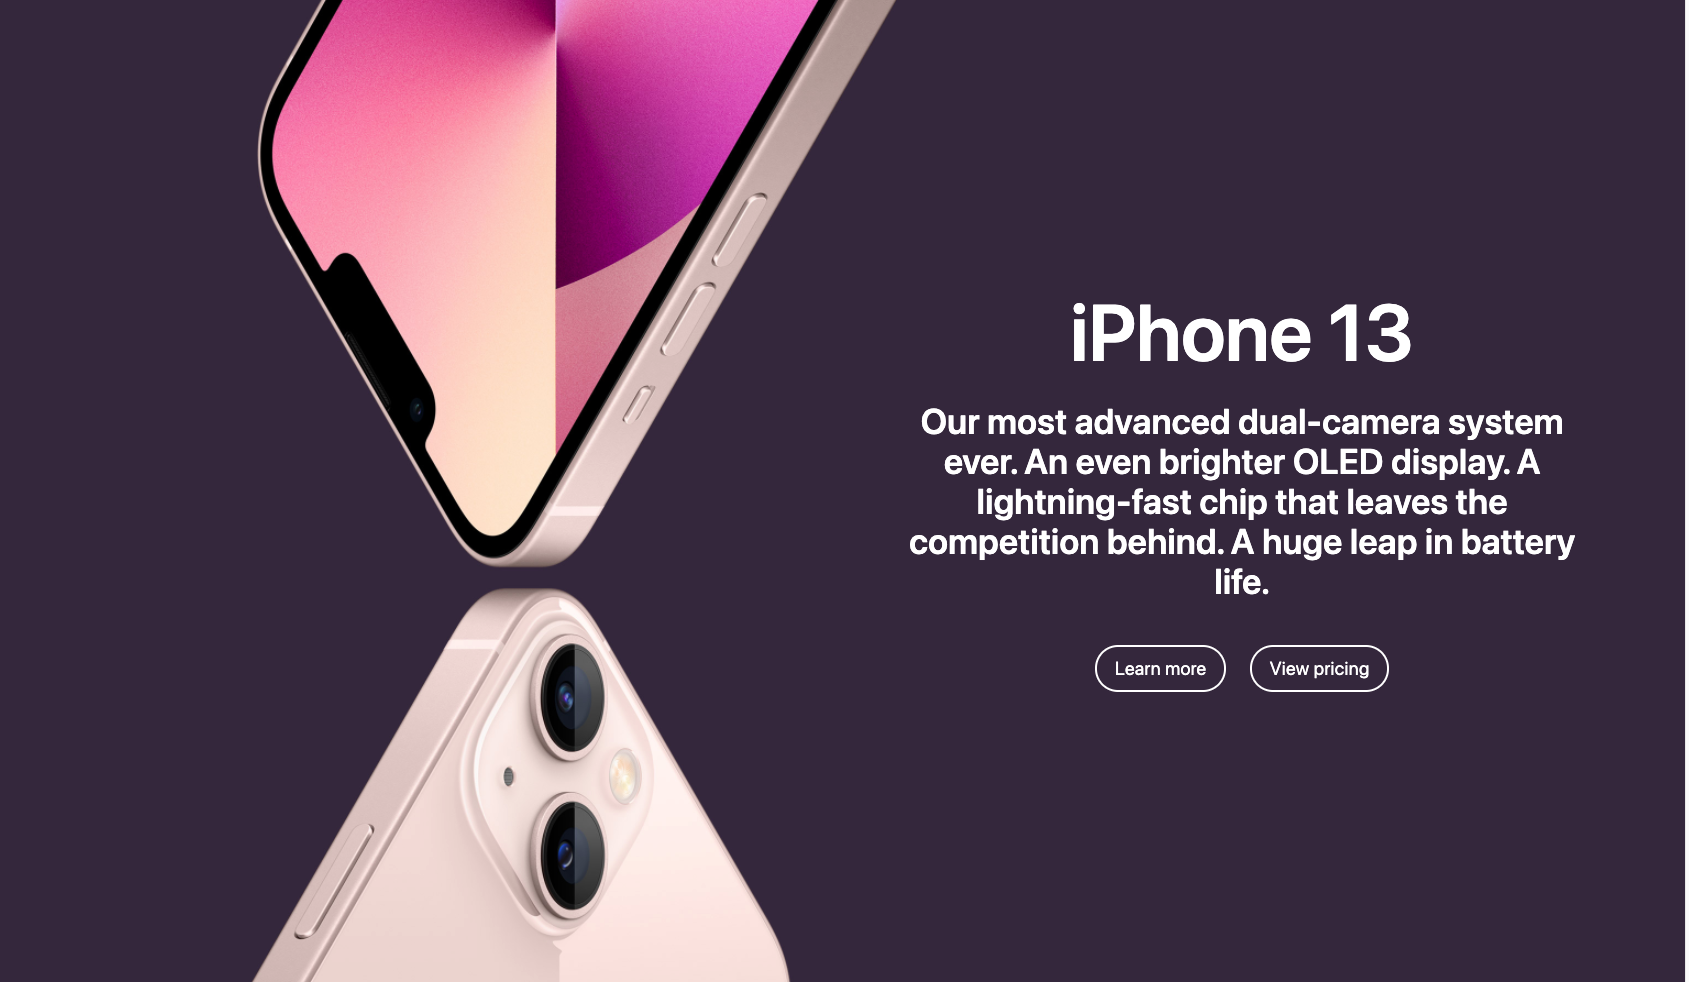 iPhone 13
Our most advanced dual-camera system
ever. An even brighter OLED display. A
lightning-fast chip that leaves the
competition behind. A huge leap in battery
life.
Learn more
View pricing